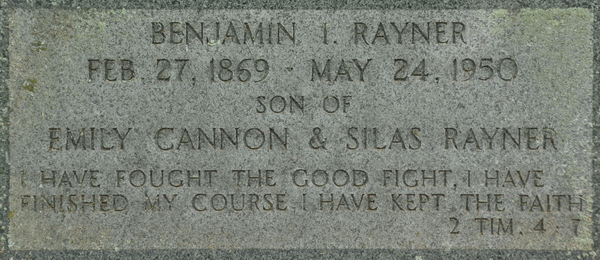 BENJAMIN I. RAYNER
FEB. 27, 1869 - MAY 24, 1950
SON OF
EMILY CANNON & SILAS RAYNER
I HAVE FOUGHT THE GOOD FIGHT, I HAVE
FINISHED MY COURSE, I HAVE KEPT THE FAITH
2 TIM. 4 : 7